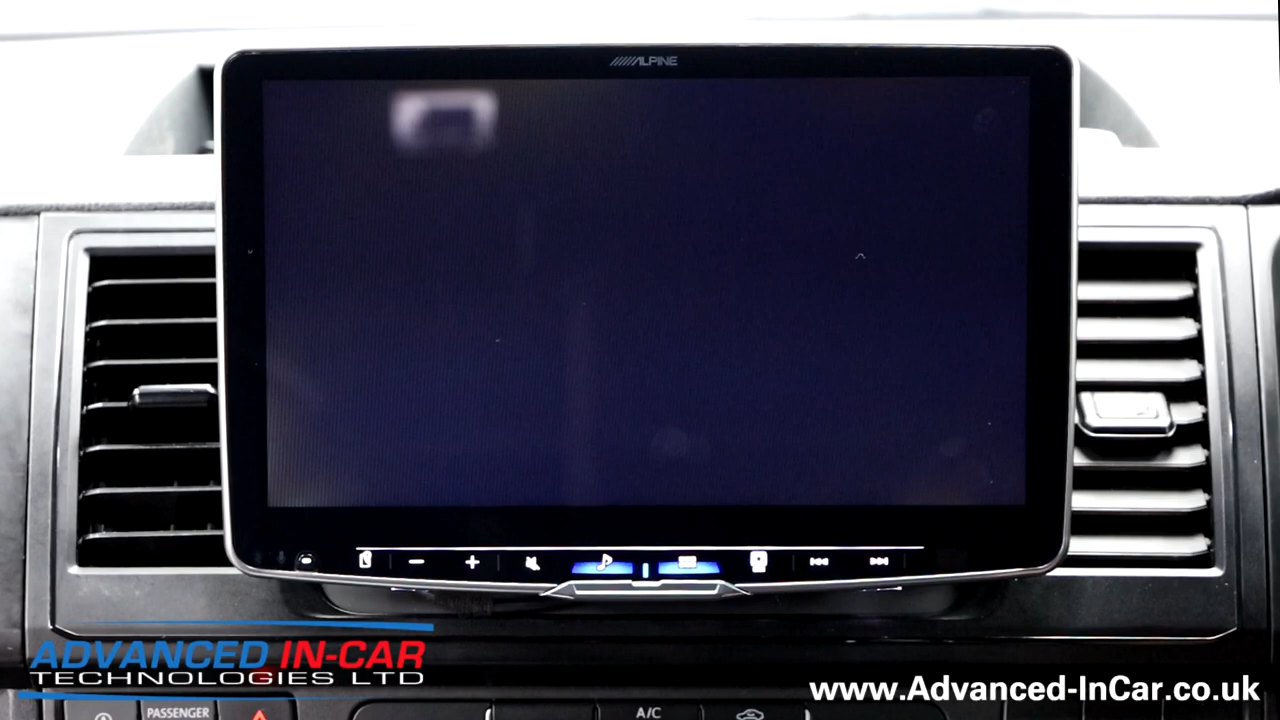 ALPINE
ADVANCED IN-CAR
TECHNOLOGIES LTD
www.Advanced-InCar.co.uk
PASSENGER
A/C